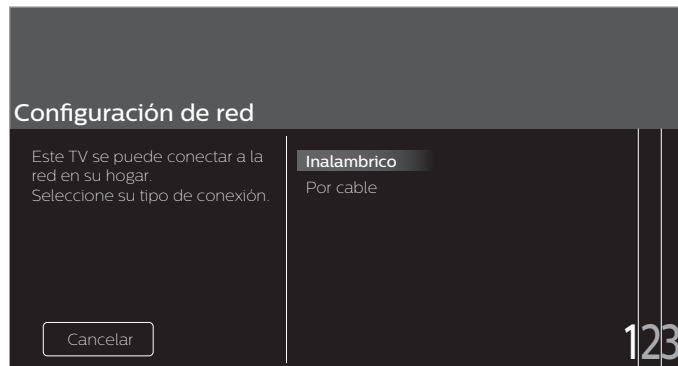 Configuración de red
Este TV se puede conectar a la
red en su hogar.
Seleccione su tipo de conexión.
Inalambrico
Por cable
Cancelar
123